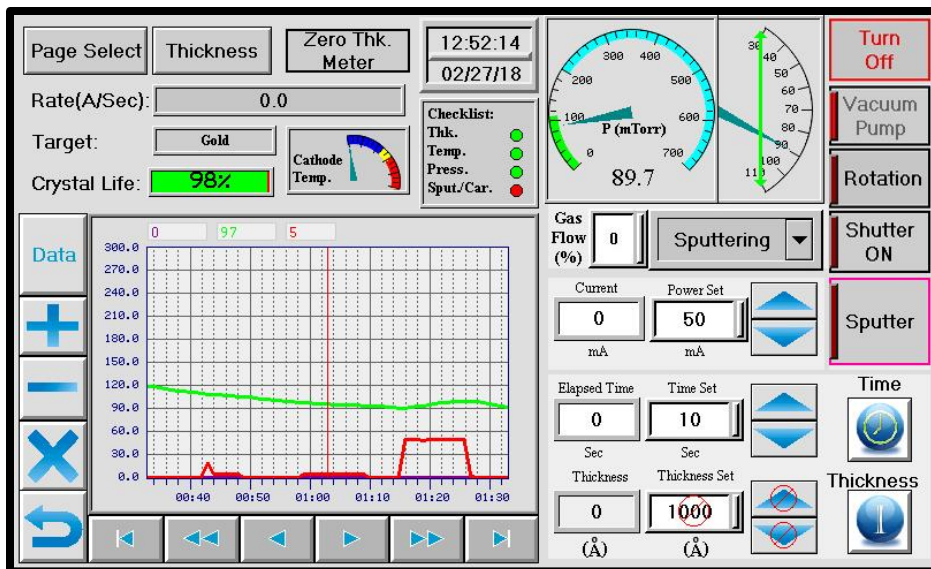 Page Select
Thickness
Zero Thk.
Meter
12:52:14
02/27/18
Rate(A/Sec):
0.0
Target:
Gold
Crystal Life:
98%
Cathode
Temp.
Checklist:
Thk.
Temp.
Press.
Sput./Car.
0
100
200
300
400
500
600
700
P (mTorr)
89.7
30
40
50
60
70
80
90
100
110
Turn
Off
Vacuum
Pump
Rotation
Shutter
ON
Sputter
Gas
Flow
(%)
0
Sputtering
Current
Power Set
0
50
mA
mA
Elapsed Time
Time Set
0
10
Sec
Sec
Thickness
Thickness Set
0
1000
(Å)
(Å)
Time
Thickness
Data
0 97 5
300.0
270.0
240.0
210.0
180.0
150.0
120.0
90.0
60.0
30.0
0.0
00:40 00:50 01:00 01:10 01:20 01:30